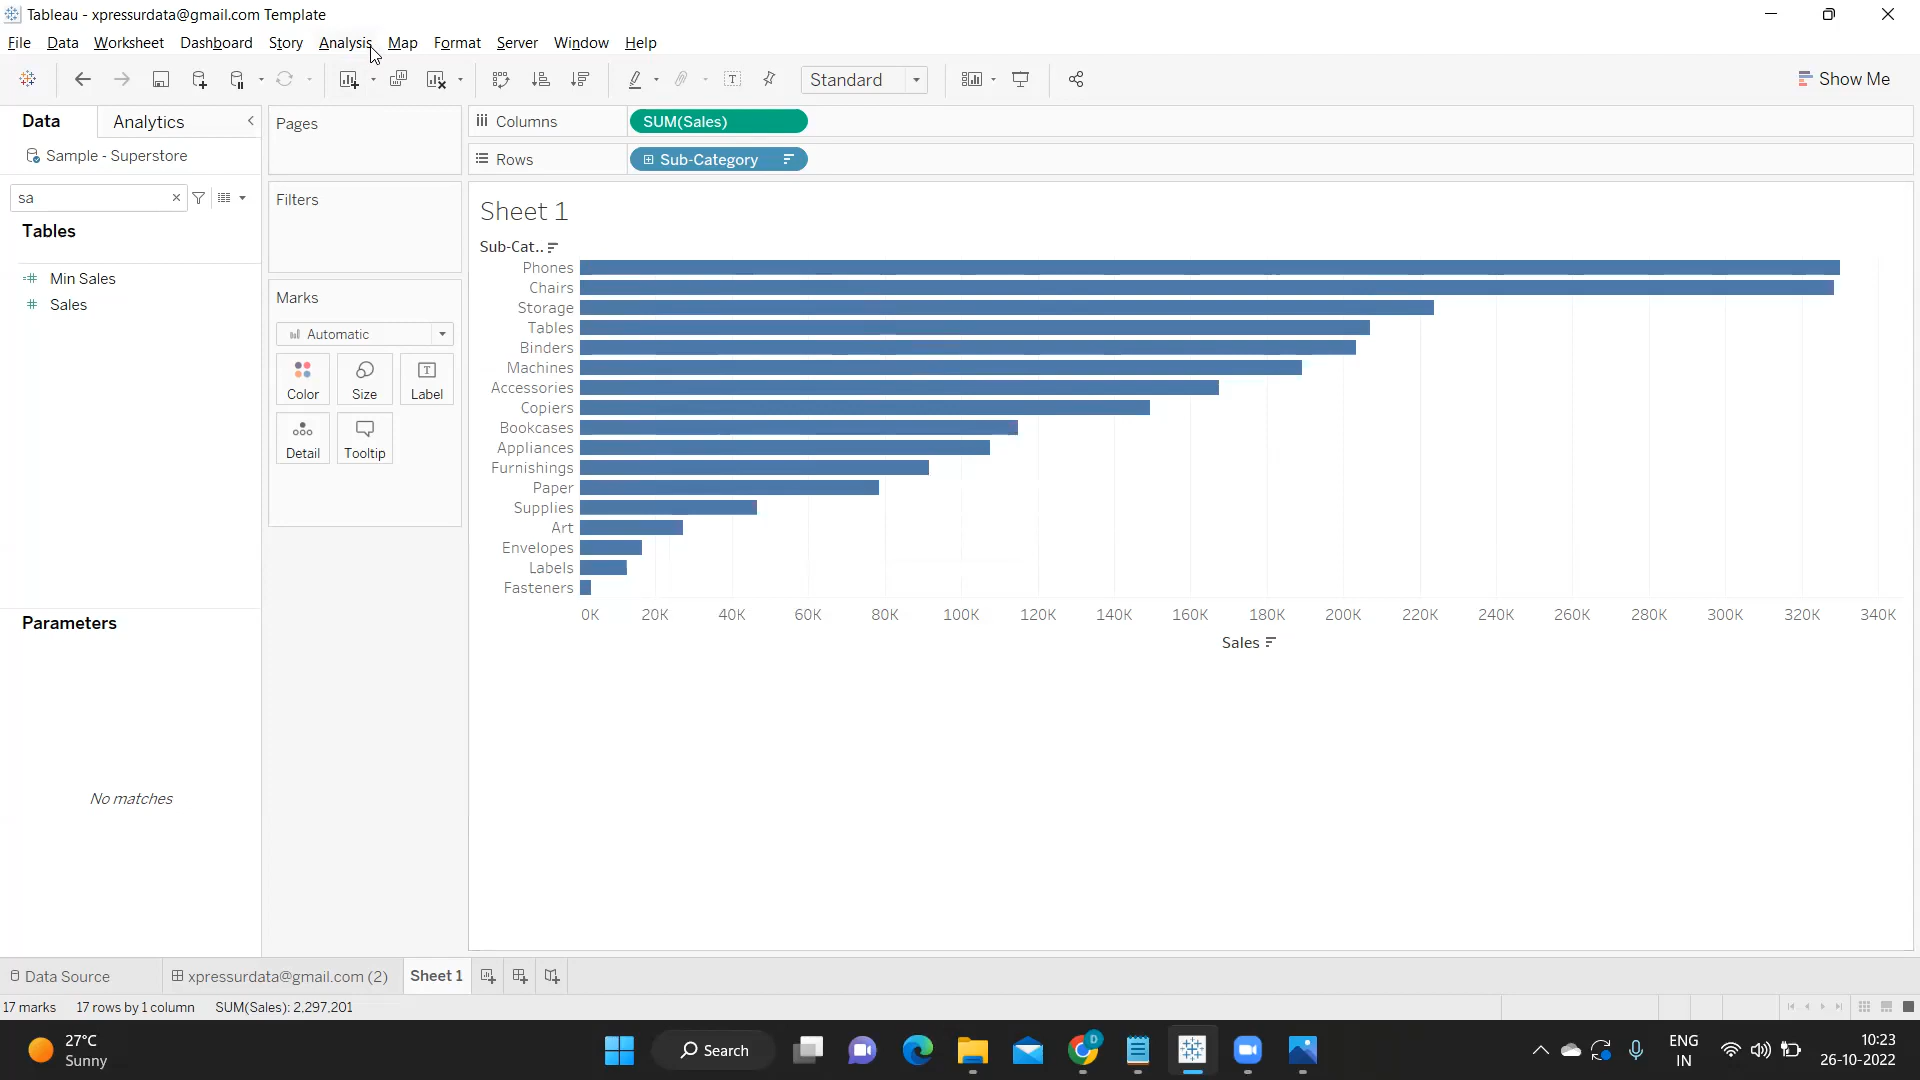 Tableau - xpressurdata@gmail.com Template
File Data Worksheet Dashboard Story Analysis Map Format Server Window Help
Standard
Show Me
Data
Analytics
Sample - Superstore
sa
Tables
Min Sales
Sales
Parameters
No matches
Pages
Filters
Marks
Automatic
Color
Size
Label
Detail
Tooltip
Columns
SUM(Sales)
Rows
Sub-Category
Sheet 1
Sub-Cat..
Phones
Chairs
Storage
Tables
Binders
Machines
Accessories
Copiers
Bookcases
Appliances
Furnishings
Paper
Supplies
Art
Envelopes
Labels
Fasteners
0K 20K 40K 60K 80K 100K 120K 140K 160K 180K 200K 220K 240K 260K 280K 300K 320K 340K
Sales
Data Source
xpressurdata@gmail.com (2)
Sheet 1
17 marks 17 rows by 1 column SUM(Sales): 2,297,201
27°C
Sunny
Search
D
ENG
IN
10:23
26-10-2022